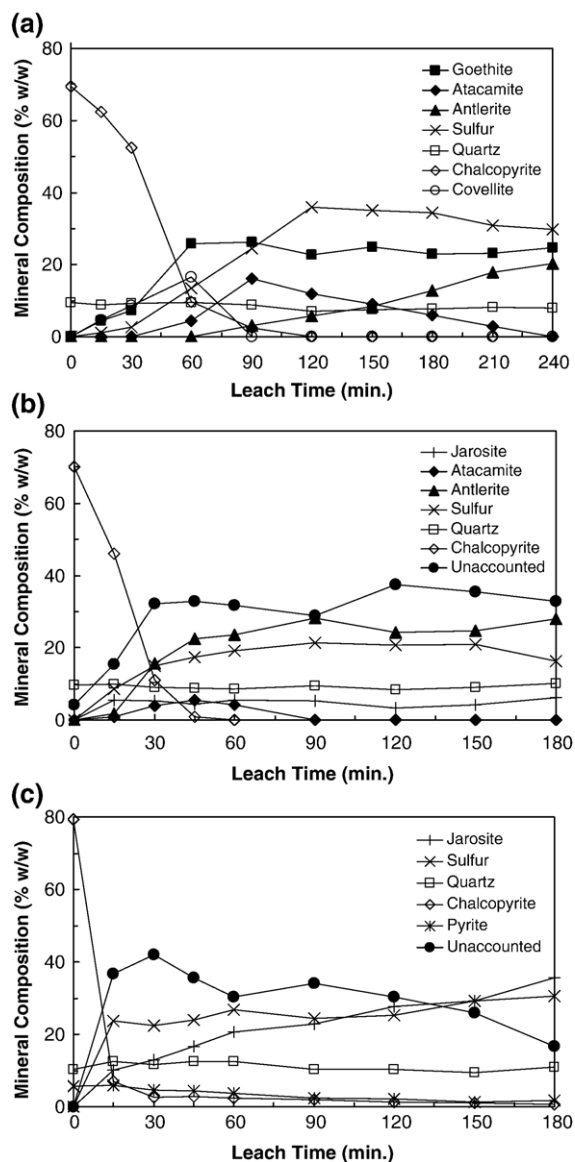 (a)
80
60
40
20
0
Mineral Composition (% w/w)
Goethite
Atacamite
Antlerite
Sulfur
Quartz
Chalcopyrite
Covellite
0 30 60 90 120 150 180 210 240
Leach Time (min.)
(b)
80
60
40
20
0
Mineral Composition (% w/w)
Jarosite
Atacamite
Antlerite
Sulfur
Quartz
Chalcopyrite
Unaccounted
0 30 60 90 120 150 180
Leach Time (min.)
(c)
80
60
40
20
0
Mineral Composition (% w/w)
Jarosite
Sulfur
Quartz
Chalcopyrite
Pyrite
Unaccounted
0 30 60 90 120 150 180
Leach Time (min.)